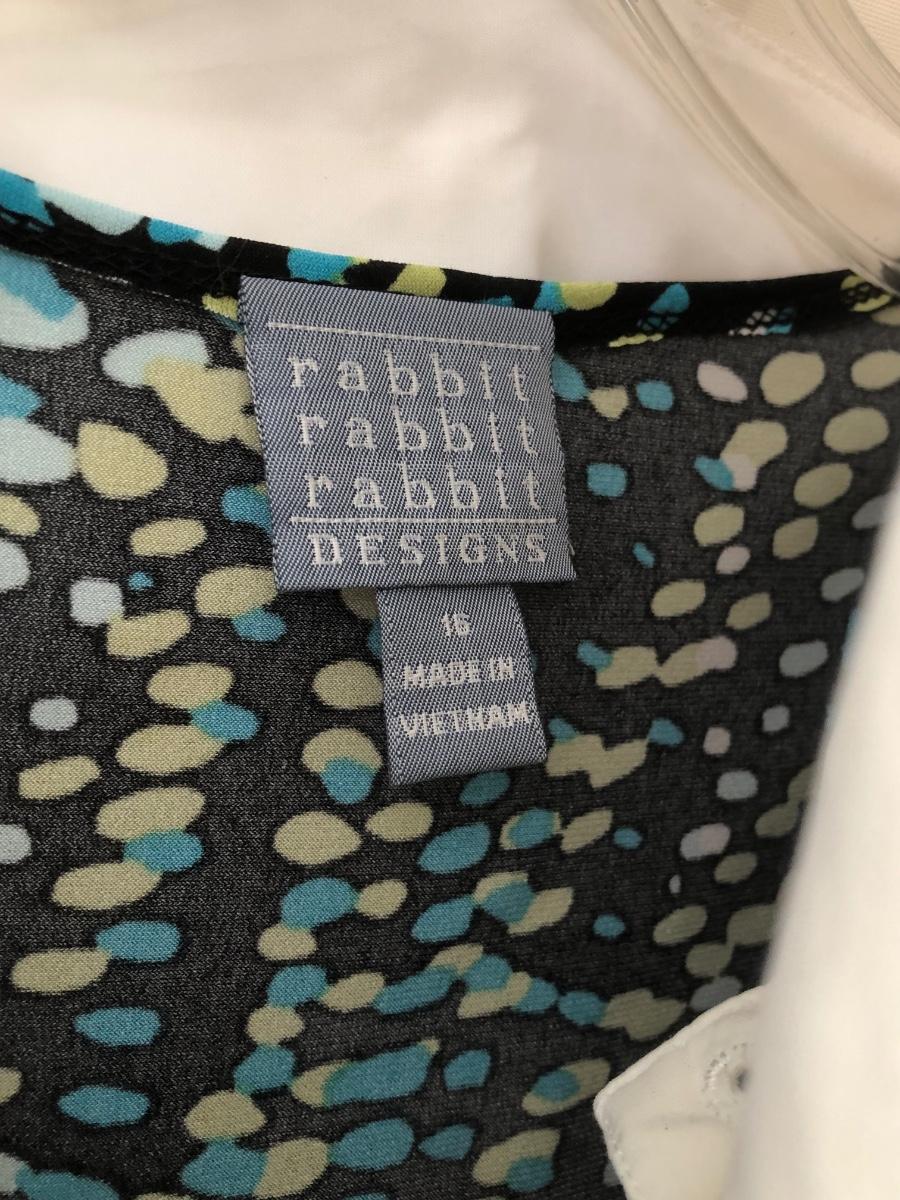 rabbit
rabbit
rabbit
DESIGNS
16
MADE IN
VIETNAM